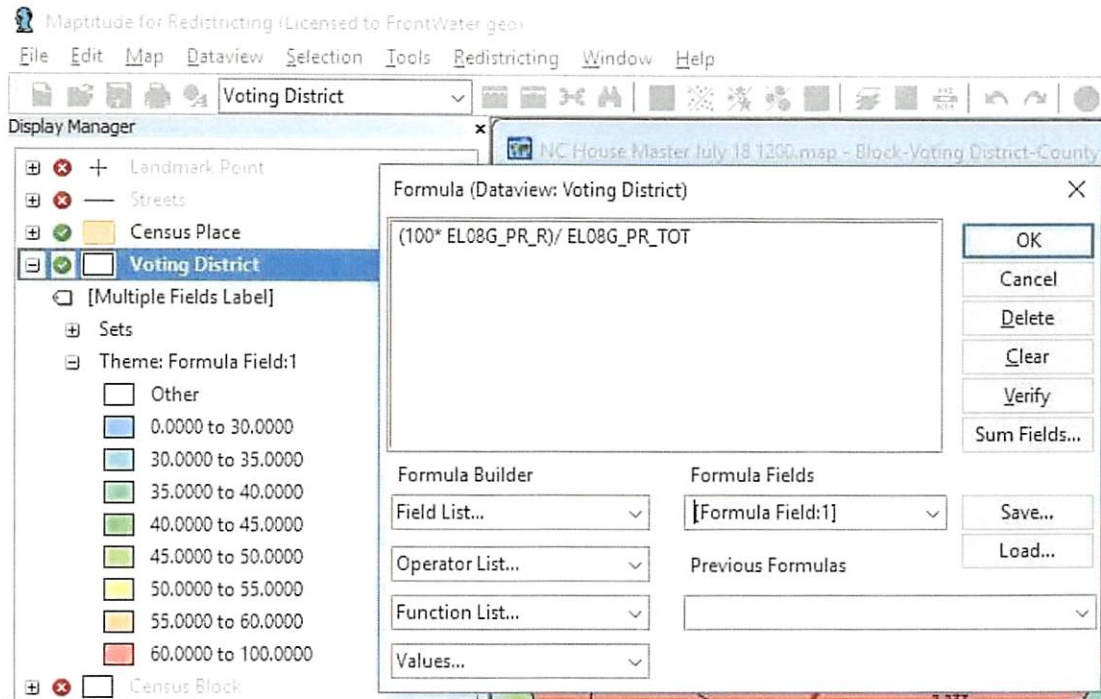 Maptitude for Redistricting (Licensed to FrontWater geo)
File Edit Map Dataview Selection Tools Redistricting Window Help
Voting District
Display Manager
Landmark Point
Streets
Census Place
Voting District
[Multiple Fields Label]
Sets
Theme: Formula Field:1
Other
0.0000 to 30.0000
30.0000 to 35.0000
35.0000 to 40.0000
40.0000 to 45.0000
45.0000 to 50.0000
50.0000 to 55.0000
55.0000 to 60.0000
60.0000 to 100.0000
Census Block
NC House Master July 18 1200.map - Block-Voting District-County
Formula (Dataview: Voting District)
(100* EL08G_PR_R)/ EL08G_PR_TOT
OK
Cancel
Delete
Clear
Verify
Sum Fields...
Formula Builder
Formula Fields
Field List...
[Formula Field:1]
Save...
Operator List...
Previous Formulas
Load...
Function List...
Values...